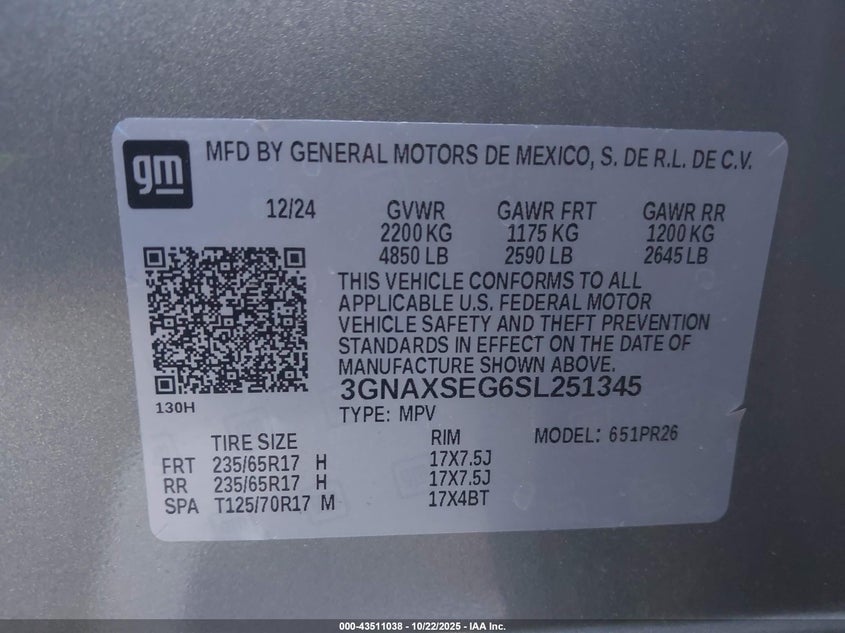 gm
MFD BY GENERAL MOTORS DE MEXICO, S. DE R.L. DE C.V.
12/24 GVWR GAWR FRT GAWR RR
2200 KG 1175 KG 1200 KG
4850 LB 2590 LB 2645 LB
THIS VEHICLE CONFORMS TO ALL
APPLICABLE U.S. FEDERAL MOTOR
VEHICLE SAFETY AND THEFT PREVENTION
STANDARDS IN EFFECT ON THE DATE OF
MANUFACTURE SHOWN ABOVE.
3GNAXSEG6SL251345
130H
TYPE: MPV
TIRE SIZE RIM MODEL: 651PR26
FRT 235/65R17 H 17X7.5J
RR 235/65R17 H 17X7.5J
SPA T125/70R17 M 17X4BT
000-43511038 - 10/22/2025 - IAA Inc.